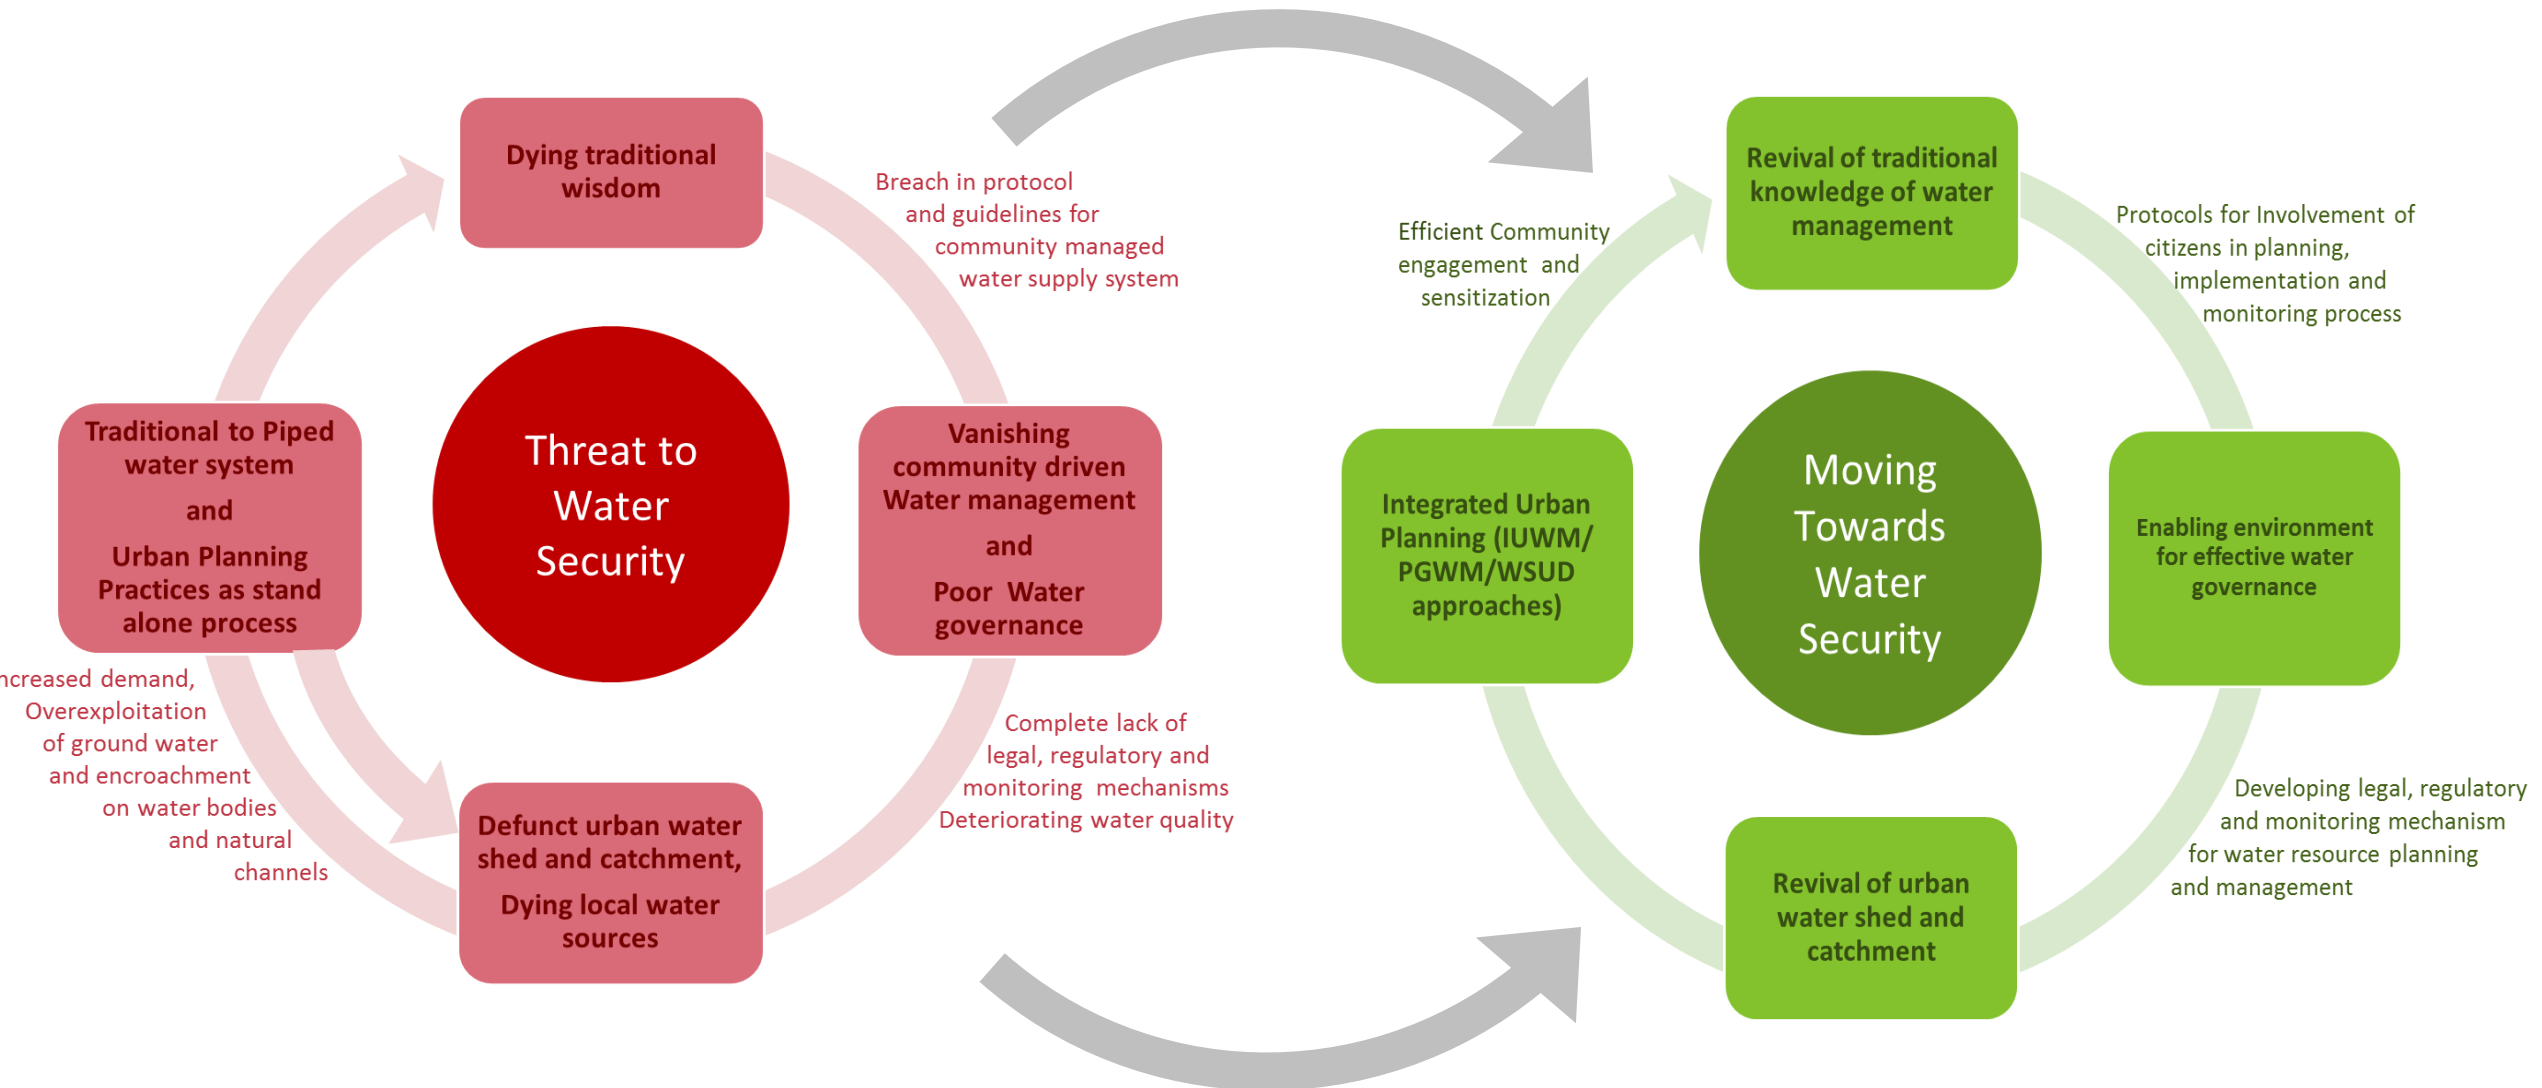 Dying traditional
wisdom
Breach in protocol
and guidelines for
community managed
water supply system
Threat to
Water
Security
Traditional to Piped
water system
and
Urban Planning
Practices as stand
alone process
Vanishing
community driven
Water management
and
Poor Water
governance
ncreased demand,
Overexploitation
of ground water
and encroachment
on water bodies
and natural
channels
Complete lack of
legal, regulatory and
monitoring mechanisms
Deteriorating water quality
Defunct urban water
shed and catchment,
Dying local water
sources
Revival of traditional
knowledge of water
management
Efficient Community
engagement and
sensitization
Protocols for Involvement of
citizens in planning,
implementation and
monitoring process
Integrated Urban
Planning (IUWM/
PGWM/WSUD
approaches)
Moving
Towards
Water
Security
Enabling environment
for effective water
governance
Developing legal, regulatory
and monitoring mechanism
for water resource planning
and management
Revival of urban
water shed and
catchment